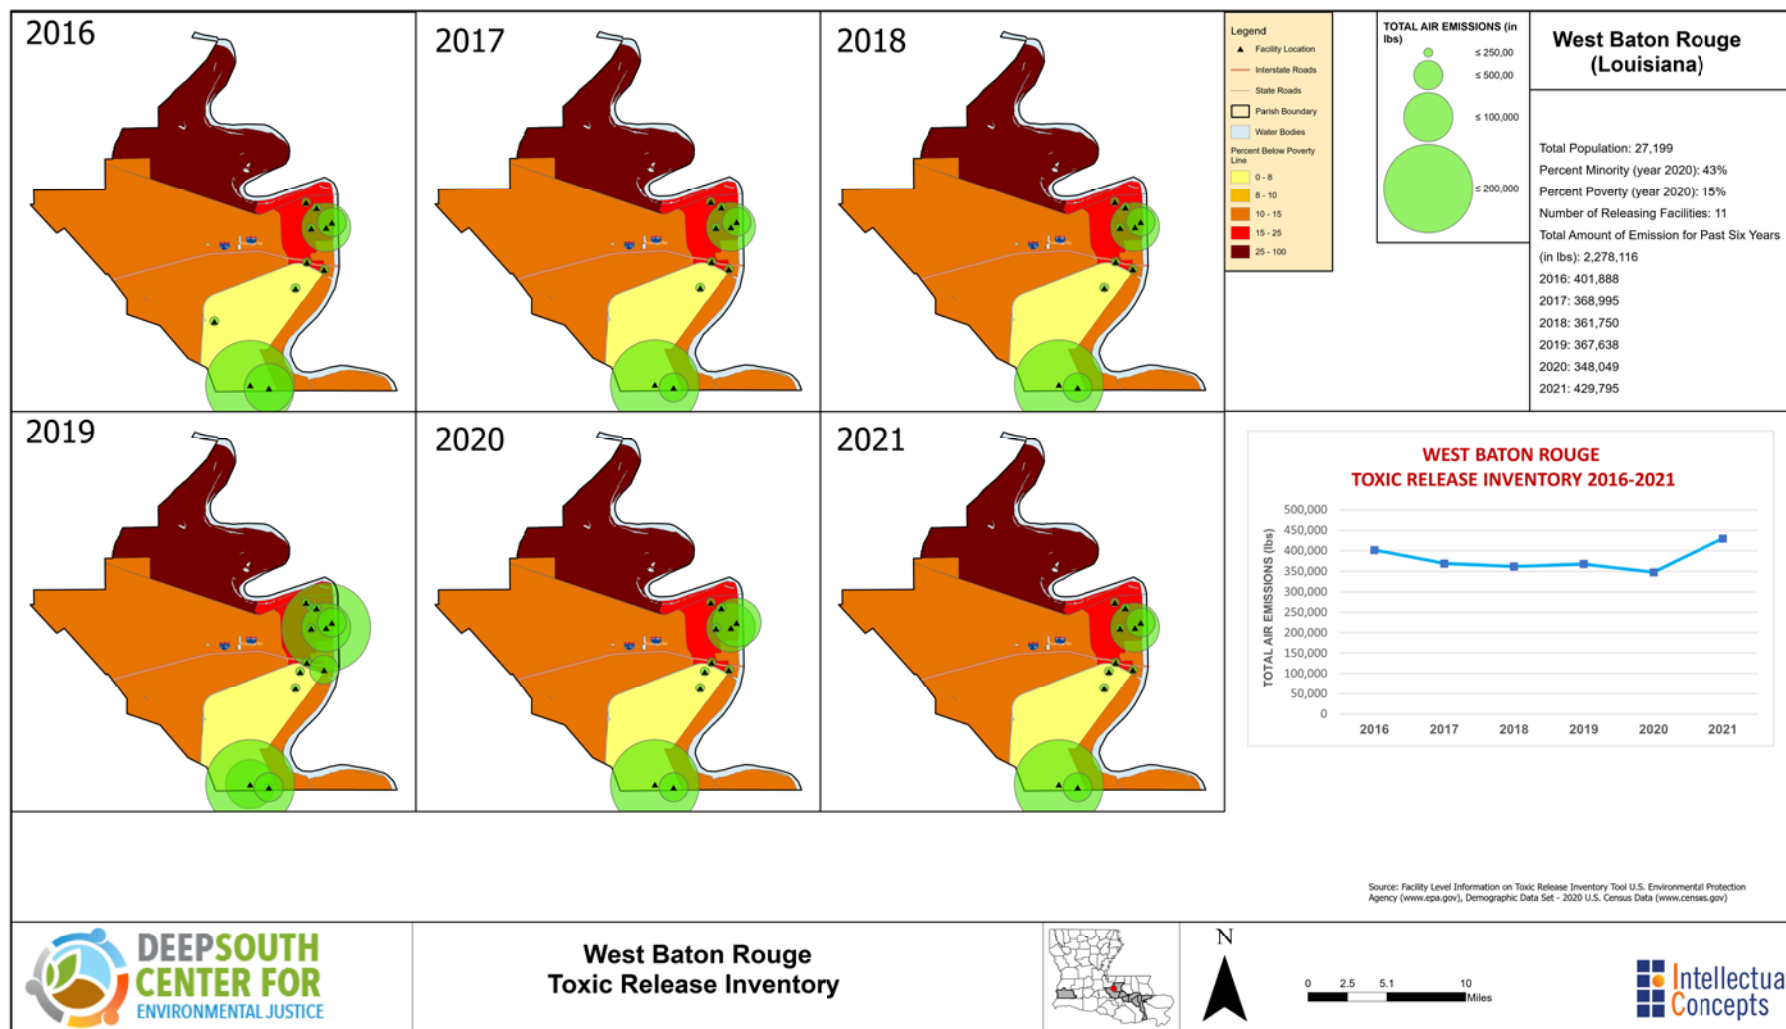 2016
2017
2018
Legend
Facility Location
Interstate Roads
State Roads
Parish Boundary
Water Bodies
Percent Below Poverty
Line
0 - 8
8 - 10
10 - 15
15 - 25
25 - 100
TOTAL AIR EMISSIONS (in
lbs)
≤ 250,00
≤ 500,00
≤ 100,000
≤ 200,000
West Baton Rouge
(Louisiana)
Total Population: 27,199
Percent Minority (year 2020): 43%
Percent Poverty (year 2020): 15%
Number of Releasing Facilities: 11
Total Amount of Emission for Past Six Years
(in lbs): 2,278,116
2016: 401,888
2017: 368,995
2018: 361,750
2019: 367,638
2020: 348,049
2021: 429,795
2019
2020
2021
WEST BATON ROUGE
TOXIC RELEASE INVENTORY 2016-2021
TOTAL AIR EMISSIONS (lbs)
500,000
450,000
400,000
350,000
300,000
250,000
200,000
150,000
100,000
50,000
0
2016 2017 2018 2019 2020 2021
Source: Facility Level Information on Toxic Release Inventory Tool U.S. Environmental Protection
Agency (www.epa.gov), Demographic Data Set - 2020 U.S. Census Data (www.census.gov)
DEEPSOUTH
CENTER FOR
ENVIRONMENTAL JUSTICE
West Baton Rouge
Toxic Release Inventory
N
0 2.5 5.1 10
Miles
Intellectua
Concepts